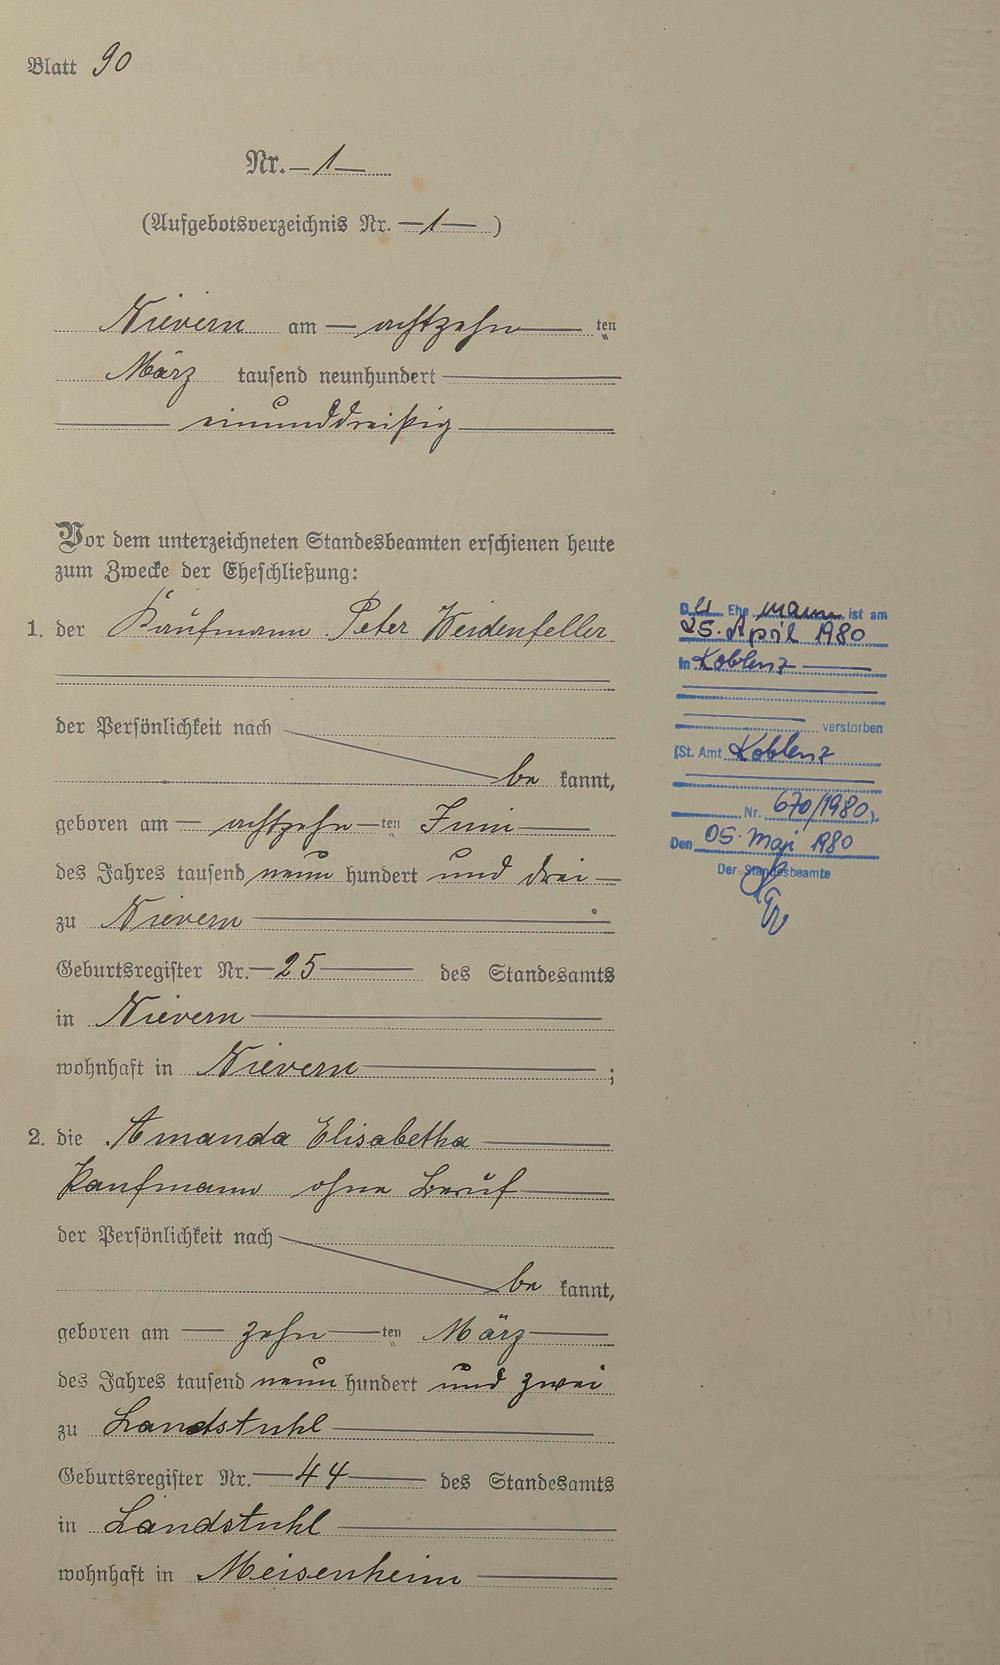 Blatt 90
Nr. 1
(Aufgebotsverzeichnis Nr. 1 )
Nievern am achtzehn ten
März tausend neunhundert
einunddreißig
Vor dem unterzeichneten Standesbeamten erschienen heute
zum Zwecke der Eheschließung:
1. der Kaufmann Peter Weidenfeller
der Persönlichkeit nach
be kannt,
geboren am achtzehn ten Juni
des Jahres tausend neun hundert und drei
zu Nievern
Geburtsregister Nr. 25 des Standesamts
in Nievern
wohnhaft in Nievern ;
2. die Amanda Elisabetha
Kaufmann ohne Beruf
der Persönlichkeit nach
be kannt,
geboren am zehn ten März
des Jahres tausend neun hundert und zwei
zu Landstuhl
Geburtsregister Nr. 44 des Standesamts
in Landstuhl
wohnhaft in Meisenheim
Der Ehe mann ist am
25. April 1980
in Koblenz
verstorben
(St. Amt Koblenz
Nr. 670/1980).
Den 05. Mai 1980
Der Standesbeamte